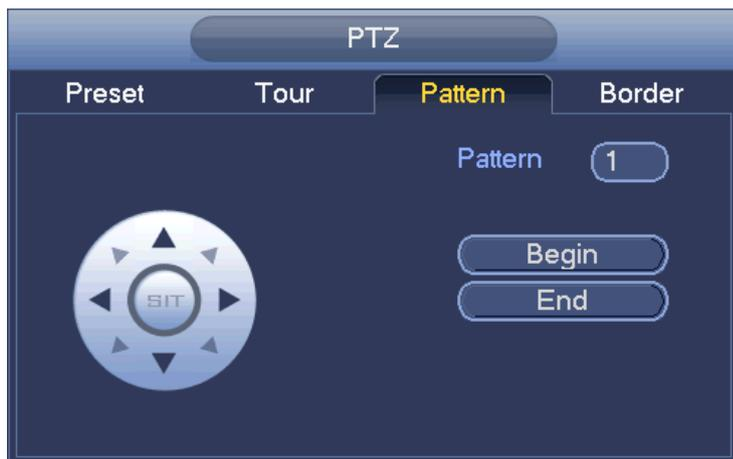 PTZ
Preset Tour Pattern Border
Pattern 1
SIT
Begin
End